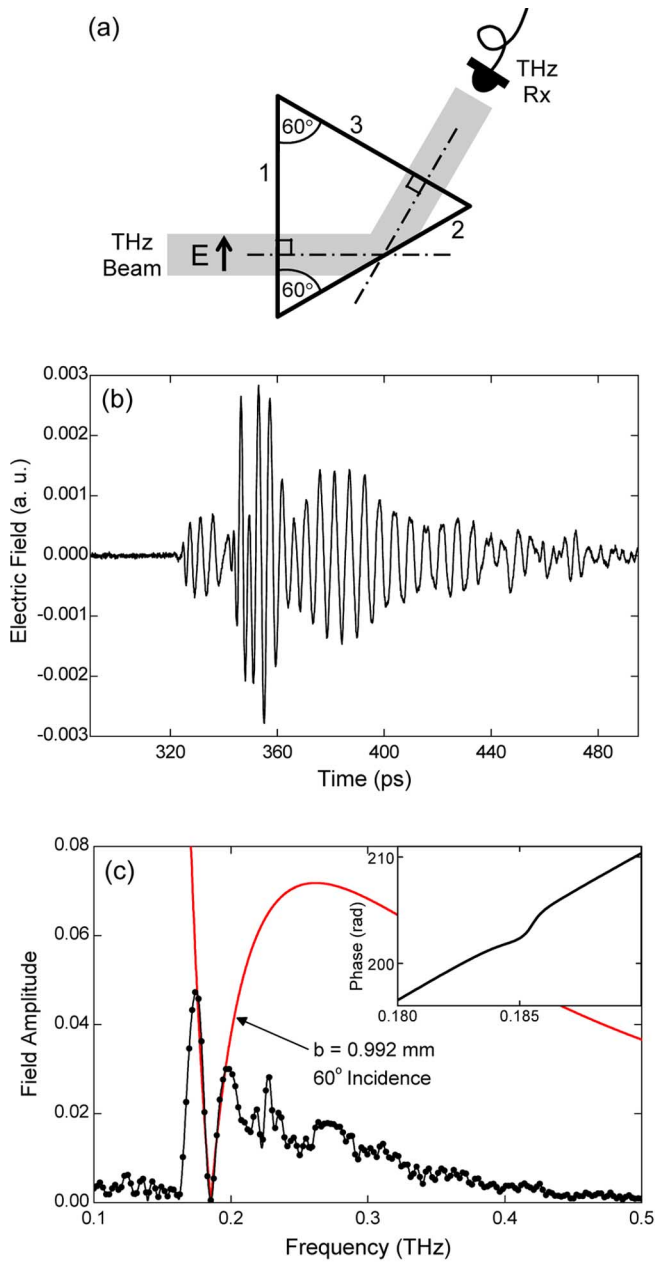 (a)
THz
Rx
60°
3
1
2
THz
Beam
E
60°
(b)
0.003
0.002
0.001
0.000
-0.001
-0.002
-0.003
Electric Field (a. u.)
320
360
400
440
480
Time (ps)
(c)
0.08
0.06
0.04
0.02
0.00
Field Amplitude
210
200
Phase (rad)
0.180
0.185
b = 0.992 mm
60° Incidence
0.1
0.2
0.3
0.4
0.5
Frequency (THz)